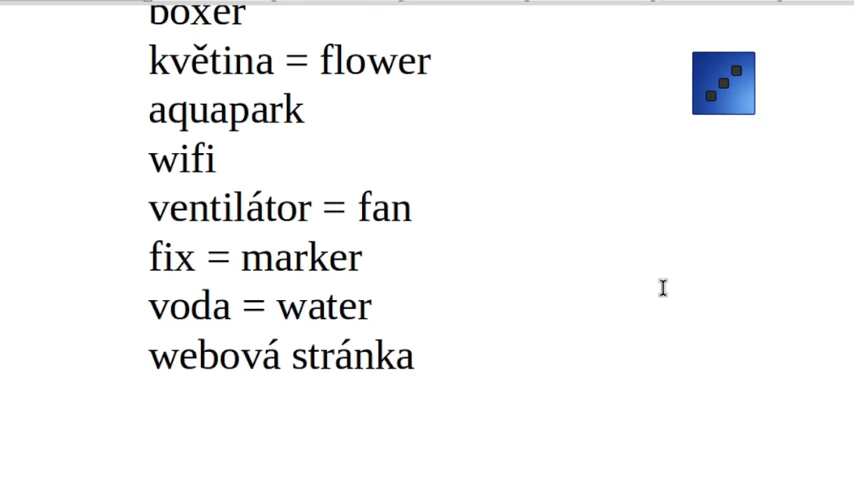 boxer
květina = flower
aquapark
wifi
ventilátor = fan
fix = marker
voda = water
webová stránka